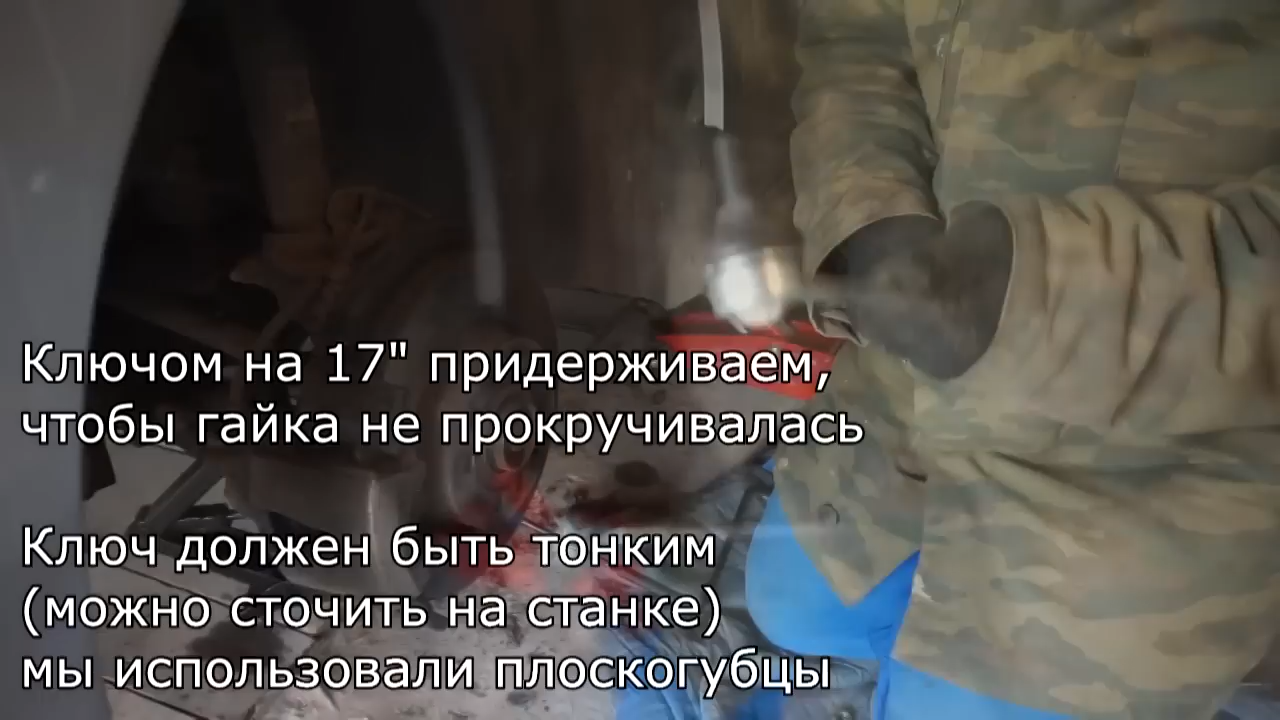 Ключом на 17" придерживаем,
чтобы гайка не прокручивалась
Ключ должен быть тонким
(можно сточить на станке)
мы использовали плоскогубцы